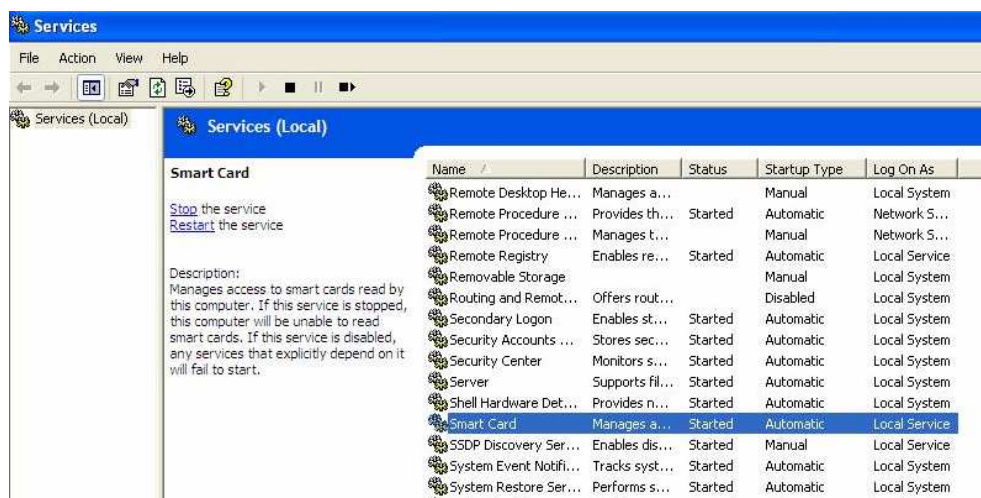 Services
File Action View Help
Services (Local)
Services (Local)
Smart Card
Stop the service
Restart the service
Description:
Manages access to smart cards read by
this computer. If this service is stopped,
this computer will be unable to read
smart cards. If this service is disabled,
any services that explicitly depend on it
will fail to start.
Name Description Status Startup Type Log On As
Remote Desktop He... Manages a... Manual Local System
Remote Procedure ... Provides th... Started Automatic Network S...
Remote Procedure ... Manages t... Manual Network S...
Remote Registry Enables re... Started Automatic Local Service
Removable Storage Manual Local System
Routing and Remot... Offers rout... Disabled Local System
Secondary Logon Enables st... Started Automatic Local System
Security Accounts ... Stores sec... Started Automatic Local System
Security Center Monitors s... Started Automatic Local System
Server Supports fil... Started Automatic Local System
Shell Hardware Det... Provides n... Started Automatic Local System
Smart Card Manages a... Started Automatic Local Service
SSDP Discovery Ser... Enables dis... Started Manual Local Service
System Event Notifi... Tracks syst... Started Automatic Local System
System Restore Ser... Performs s... Started Automatic Local System